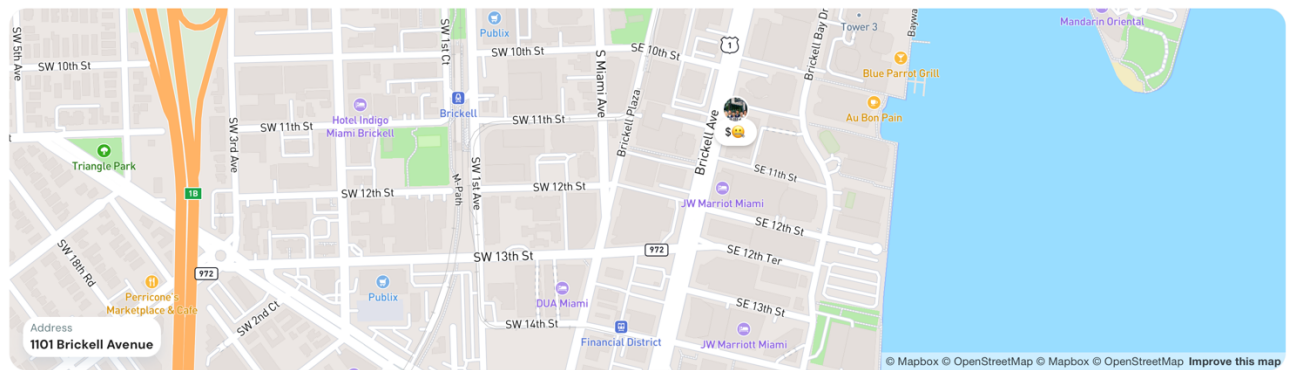 Mandarin Oriental
Publix
Tower 3
Baywa
SW 5th Ave
SW 1st Ct
SW 10th St
SE 10th St
1
Brickell Bay Dr
SW 10th St
S Miami Ave
Blue Parrot Grill
Brickell
Hotel Indigo
Miami Brickell
SW 11th St
SW 11th St
Brickell Plaza
Brickell Ave
$
Au Bon Pain
SW 3rd Ave
Triangle Park
SE 11th St
1B
SW 12th St
M-Path
SW 1st Ave
SW 12th St
JW Marriot Miami
SE 12th St
SW 18th Rd
972
SW 13th St
972
SE 12th Ter
Perricone's
Marketplace & Cafe
Publix
DUA Miami
SE 13th St
SW 2nd Ct
SW 14th St
Financial District
JW Marriott Miami
Address
1101 Brickell Avenue
© Mapbox © OpenStreetMap © Mapbox © OpenStreetMap Improve this map